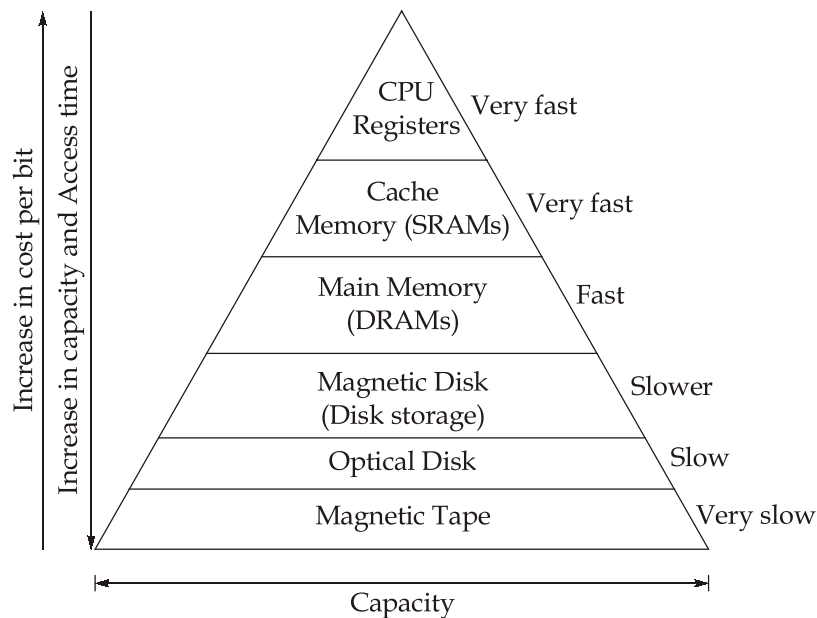 Increase in cost per bit
Increase in capacity and Access time
CPU
Registers
Very fast
Cache
Memory (SRAMs)
Very fast
Main Memory
(DRAMs)
Fast
Magnetic Disk
(Disk storage)
Slower
Optical Disk
Slow
Magnetic Tape
Very slow
Capacity